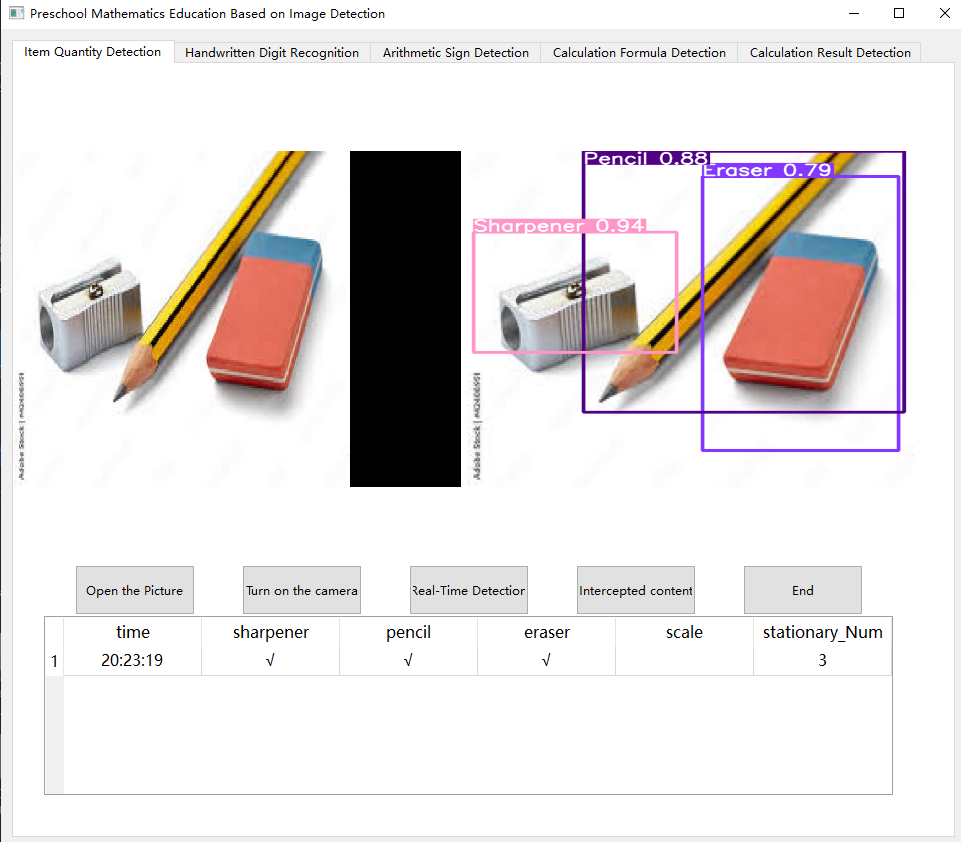 Preschool Mathematics Education Based on Image Detection
Item Quantity Detection Handwritten Digit Recognition Arithmetic Sign Detection Calculation Formula Detection Calculation Result Detection
Pencil 0.88
Eraser 0.79
Sharpener 0.94
Adobe Stock
Adobe Stock
Open the Picture Turn on the camera Real-Time Detection Intercepted content End
time sharpener pencil eraser scale stationary_Num
1 20:23:19 √ √ √ 3